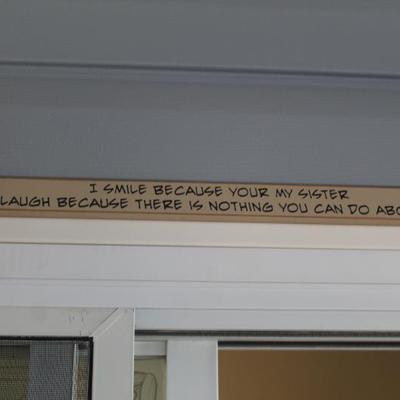 I SMILE BECAUSE YOUR MY SISTER
LAUGH BECAUSE THERE IS NOTHING YOU CAN DO